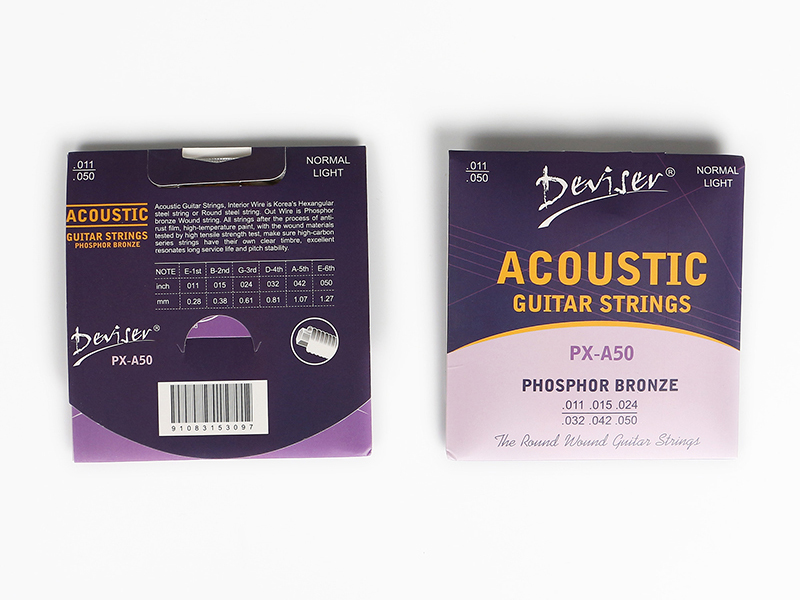 .011
.050
NORMAL
LIGHT
ACOUSTIC
GUITAR STRINGS
PHOSPHOR BRONZE
Acoustic Guitar Strings, Interior Wire is Korea's Hexangular
steel string or Round steel string. Out Wire is Phosphor
bronze Wound string. All strings after the process of anti-
rust film, high-temperature paint, with the wound materials
tested by high tensile strength test, make sure high-carbon
series strings have their own clear timbre, excellent
resonates long service life and pitch stability.
NOTE E-1st B-2nd G-3rd D-4th A-5th E-6th
inch 011 015 024 032 042 050
mm 0.28 0.38 0.61 0.81 1.07 1.27
Deviser®
PX-A50
91083153097
.011
.050
Deviser®
NORMAL
LIGHT
ACOUSTIC
GUITAR STRINGS
PX-A50
PHOSPHOR BRONZE
.011 .015 .024
.032 .042 .050
The Round Wound Guitar Strings